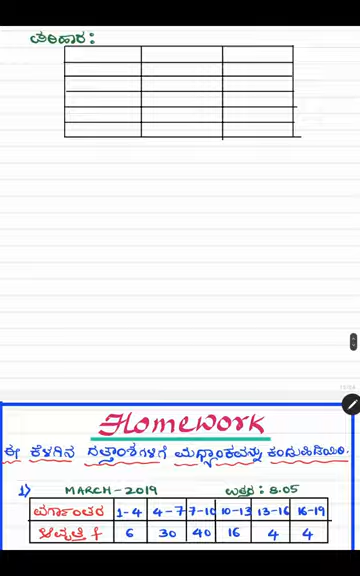 ಪರಿಹಾರ:
Homework
ಈ ಕೆಳಗಿನ ದತ್ತಾಂಶಗಳಿಗೆ ಮಧ್ಯಾಂಕವನ್ನು ಕಂಡುಹಿಡಿಯಿರಿ.
1) MARCH-2019 ಉತ್ತರ: 8.05
ವರ್ಗಾಂತರ 1-4 4-7 7-10 10-13 13-16 16-19
ಆವೃತ್ತಿ f 6 30 40 16 4 4